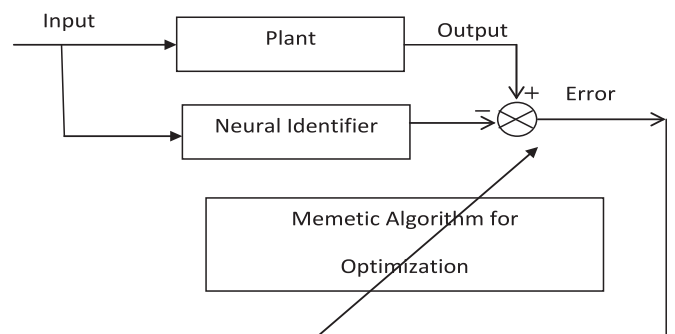 Input
Plant
Output
+
Error
Neural Identifier
−
Memetic Algorithm for
Optimization